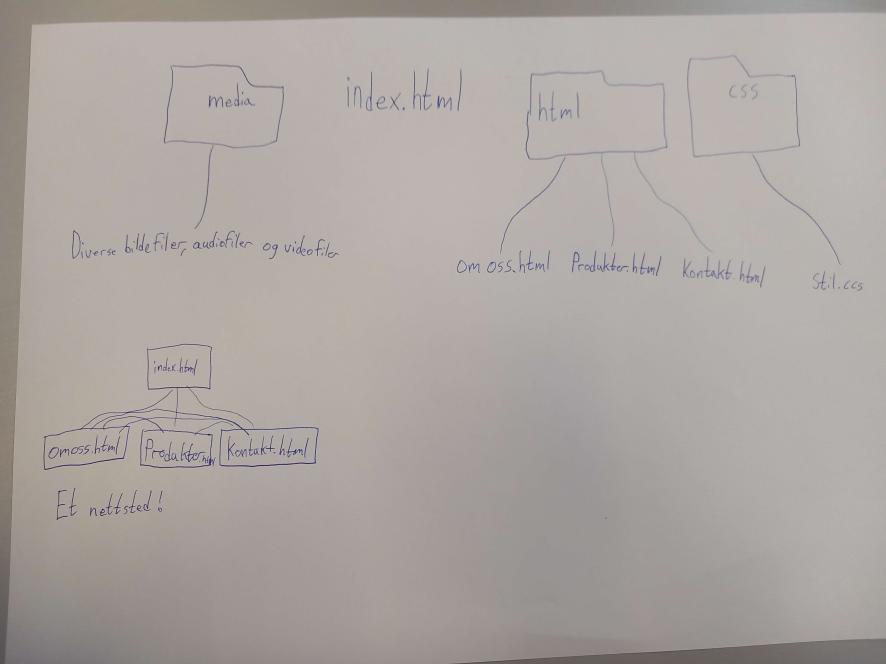 media
index.html
html
css
Diverse bildefiler, audiofiler og videofiler
om oss.html
Produkter.html
Kontakt.html
Stil.ccs
index.html
omoss.html
Produkter.html
Kontakt.html
Et nettsted!